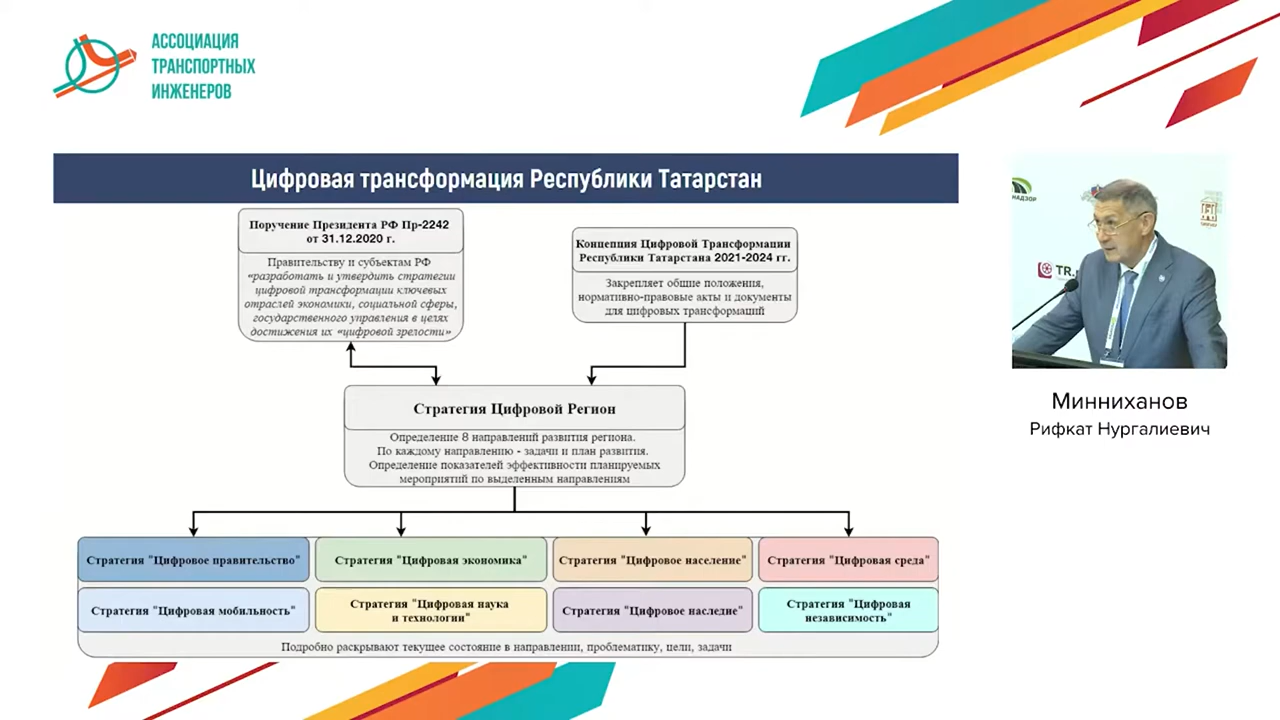 АССОЦИАЦИЯ
ТРАНСПОРТНЫХ
ИНЖЕНЕРОВ
Цифровая трансформация Республики Татарстан
Поручение Президента РФ Пр-2242
от 31.12.2020 г.
Правительству и субъектам РФ
«разработать и утвердить стратегии
цифровой трансформации ключевых
отраслей экономики, социальной сферы,
государственного управления в целях
достижения их «цифровой зрелости»
Концепция Цифровой Трансформации
Республики Татарстана 2021-2024 гг.
Закрепляет общие положения,
нормативно-правовые акты и документы
для цифровых трансформаций
Стратегия Цифровой Регион
Определение 8 направлений развития региона.
По каждому направлению - задачи и план развития.
Определение показателей эффективности планируемых
мероприятий по выделенным направлениям
Стратегия "Цифровое правительство"
Стратегия "Цифровая экономика"
Стратегия "Цифровое население"
Стратегия "Цифровая среда"
Стратегия "Цифровая мобильность"
Стратегия "Цифровая наука
и технологии"
Стратегия "Цифровое наследие"
Стратегия "Цифровая
независимость"
Подробно раскрывают текущее состояние в направлении, проблематику, цели, задачи
НАДЗОР
TR.
Минниханов
Рифкат Нургалиевич